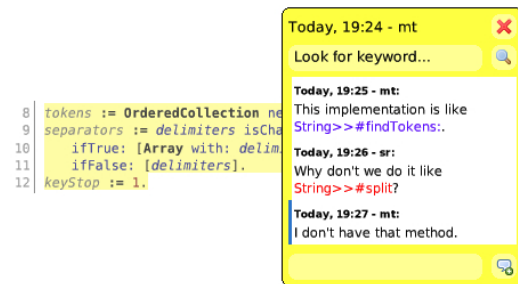 8 tokens := OrderedCollection ne
9 separators := delimiters isCha
10 ifTrue: [Array with: delim
11 ifFalse: [delimiters].
12 keyStop := 1.
Today, 19:24 - mt
Look for keyword...
Today, 19:25 - mt:
This implementation is like
String>>#findTokens:.
Today, 19:26 - sr:
Why don't we do it like
String>>#split?
Today, 19:27 - mt:
I don't have that method.